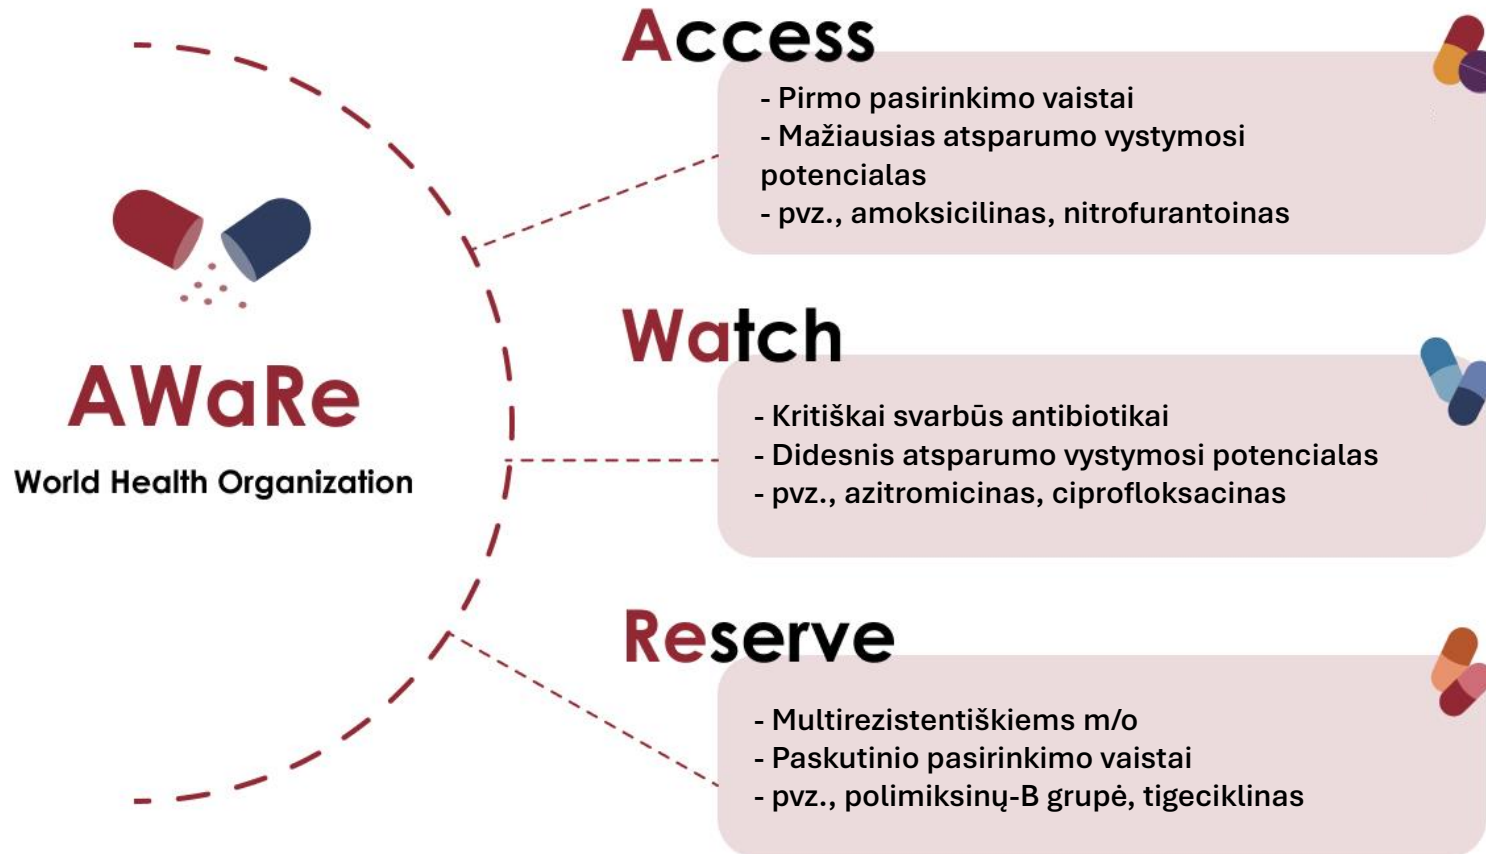 AWaRe
World Health Organization
Access
- Pirmo pasirinkimo vaistai
- Mažiausias atsparumo vystymosi
potencialas
- pvz., amoksicilinas, nitrofurantoinas
Watch
- Kritiškai svarbūs antibiotikai
- Didesnis atsparumo vystymosi potencialas
- pvz., azitromicinas, ciprofloksacinas
Reserve
- Multirezistentiškiems m/o
- Paskutinio pasirinkimo vaistai
- pvz., polimiksinų-B grupė, tigeciklinas